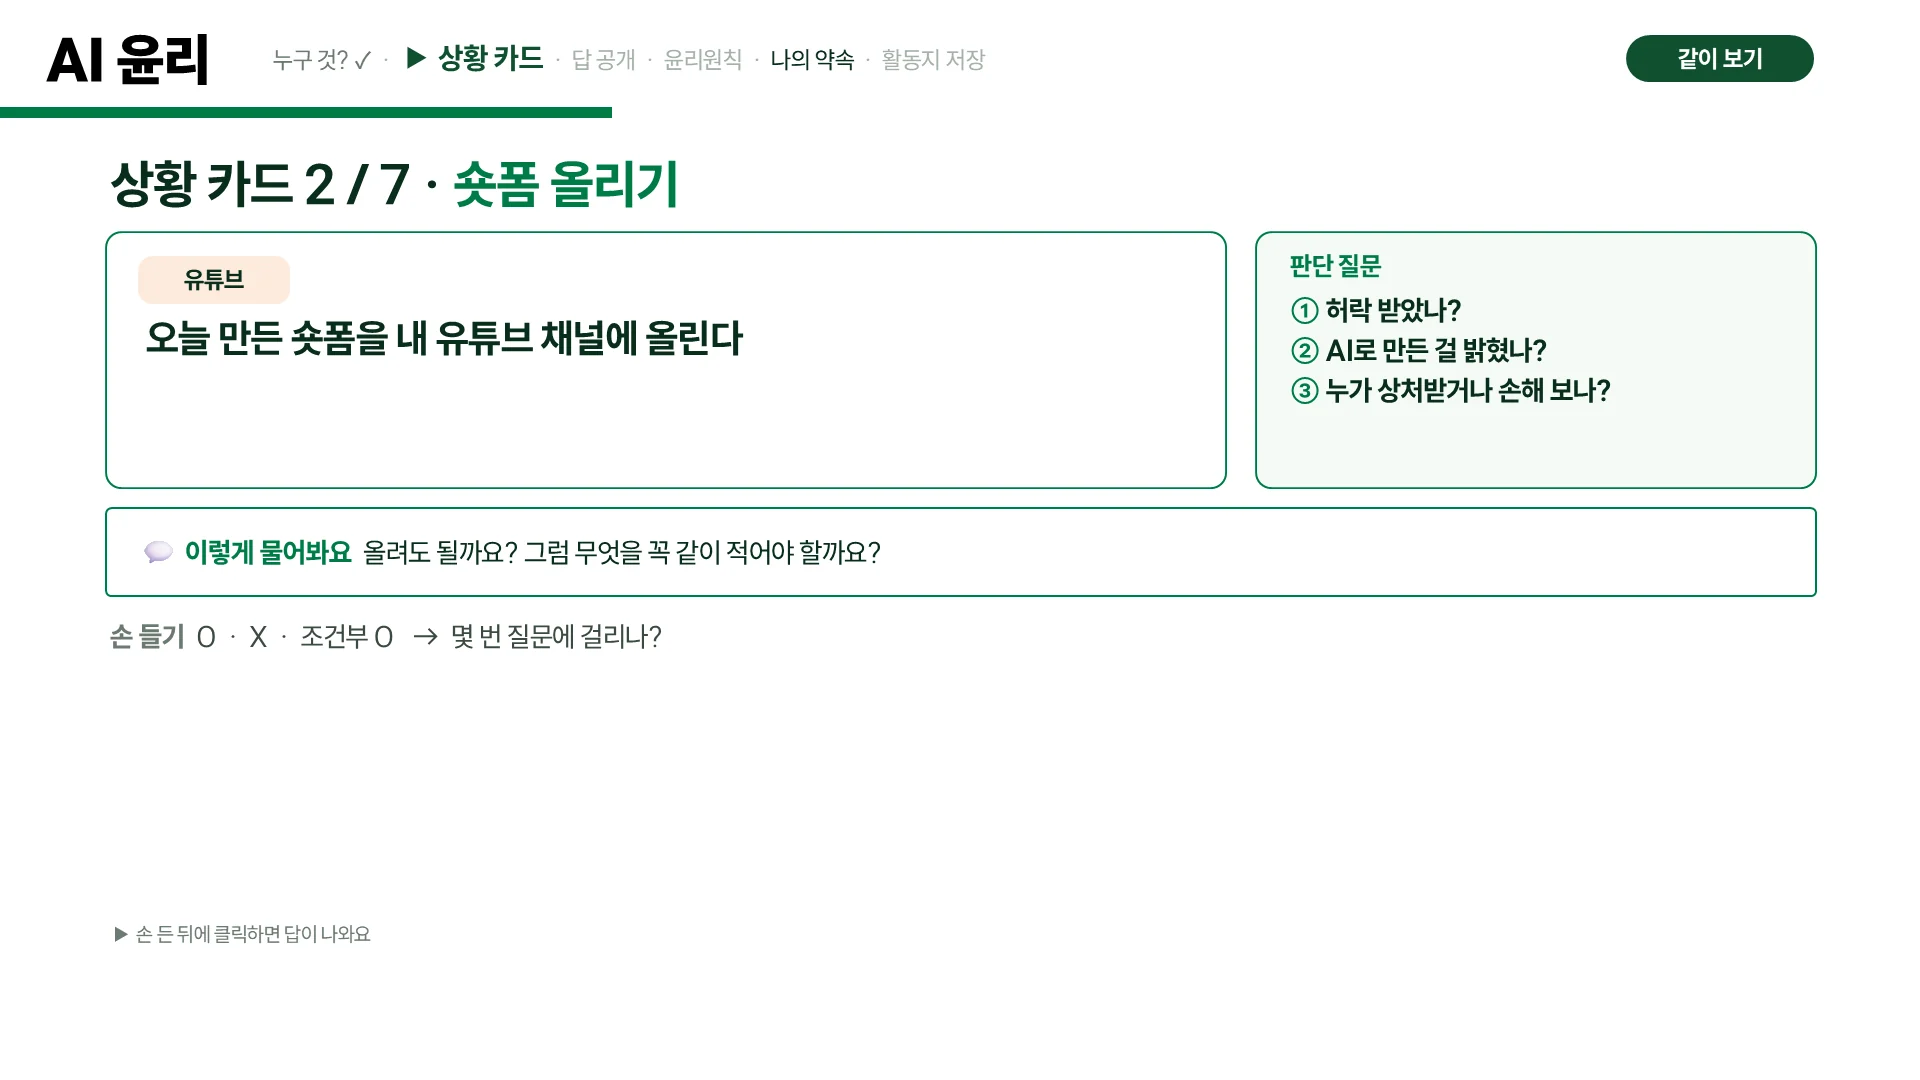 AI 윤리
누구 것? ✓ · ▶ 상황 카드 · 답 공개 · 윤리원칙 · 나의 약속 · 활동지 저장
같이 보기
상황 카드 2 / 7 · 숏폼 올리기
유튜브
오늘 만든 숏폼을 내 유튜브 채널에 올린다
판단 질문
① 허락 받았나?
② AI로 만든 걸 밝혔나?
③ 누가 상처받거나 손해 보나?
💬 이렇게 물어봐요 올려도 될까요? 그럼 무엇을 꼭 같이 적어야 할까요?
손 들기 O · X · 조건부 O → 몇 번 질문에 걸리나?
▶ 손 든 뒤에 클릭하면 답이 나와요